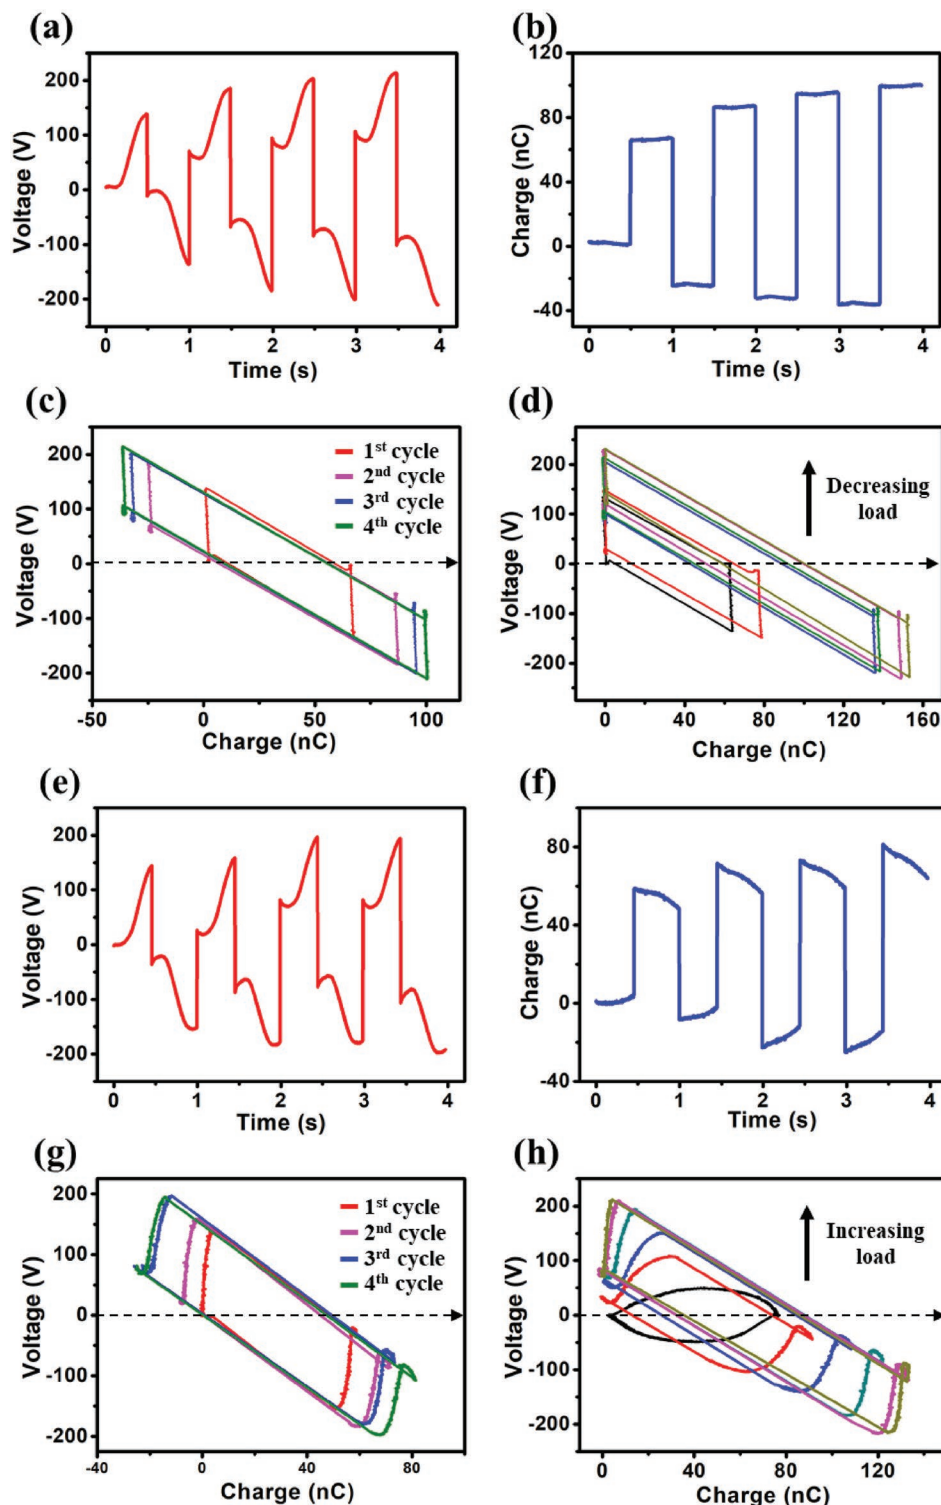 (a)
200
100
0
-100
-200
Voltage (V)
0 1 2 3 4
Time (s)
(b)
120
80
40
0
-40
Charge (nC)
0 1 2 3 4
Time (s)
(c)
200
100
0
-100
-200
Voltage (V)
1st cycle
2nd cycle
3rd cycle
4th cycle
-50 0 50 100
Charge (nC)
(d)
200
100
0
-100
-200
Voltage (V)
Decreasing
load
0 40 80 120 160
Charge (nC)
(e)
200
100
0
-100
-200
Voltage (V)
0 1 2 3 4
Time (s)
(f)
80
40
0
-40
Charge (nC)
0 1 2 3 4
Time (s)
(g)
200
100
0
-100
-200
Voltage (V)
1st cycle
2nd cycle
3rd cycle
4th cycle
-40 0 40 80
Charge (nC)
(h)
200
100
0
-100
-200
Voltage (V)
Increasing
load
0 40 80 120
Charge (nC)